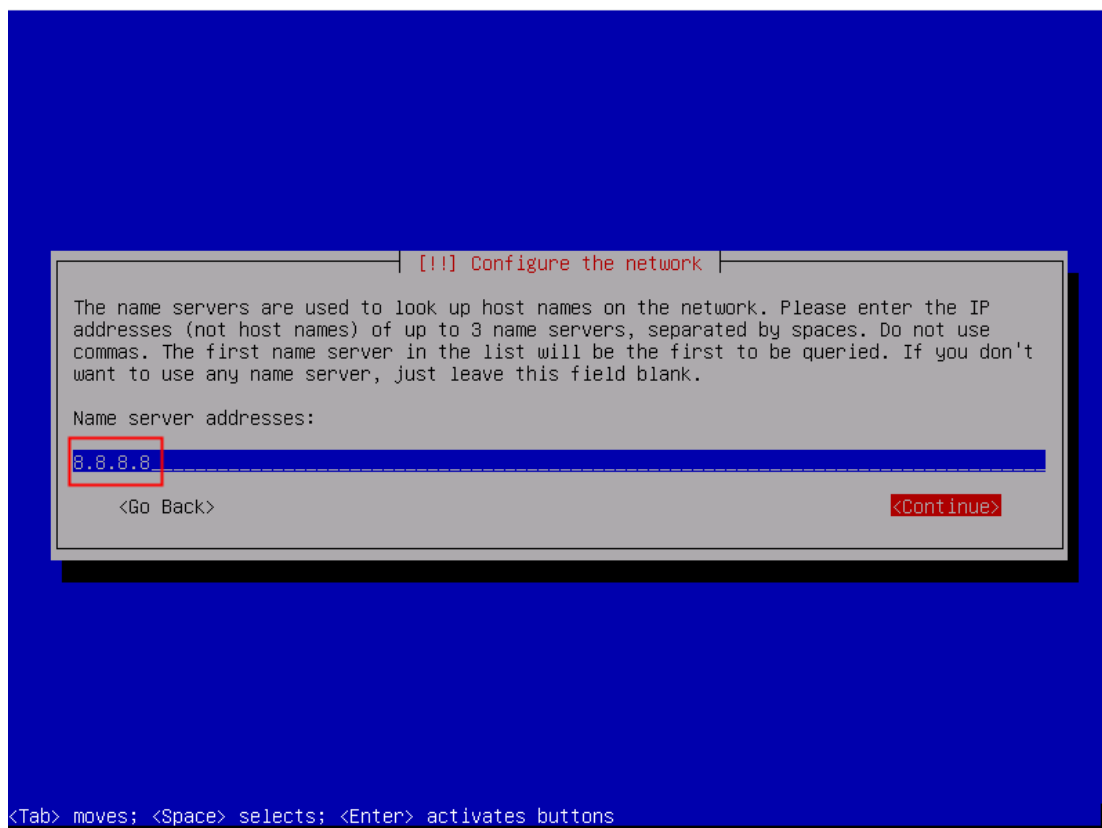 [!!] Configure the network
The name servers are used to look up host names on the network. Please enter the IP
addresses (not host names) of up to 3 name servers, separated by spaces. Do not use
commas. The first name server in the list will be the first to be queried. If you don't
want to use any name server, just leave this field blank.
Name server addresses:
8.8.8.8
<Go Back> <Continue>
<Tab> moves; <Space> selects; <Enter> activates buttons